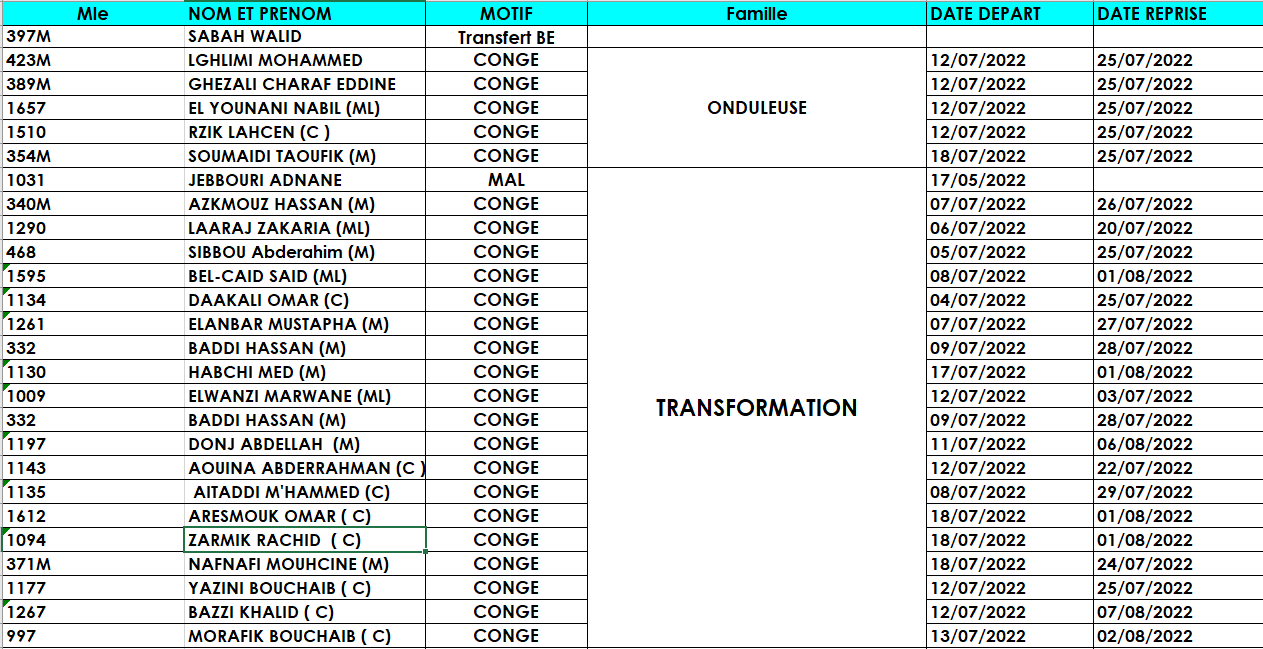 Mle NOM ET PRENOM MOTIF Famille DATE DEPART DATE REPRISE
397M SABAH WALID Transfert BE
423M LGHLIMI MOHAMMED CONGE 12/07/2022 25/07/2022
389M GHEZALI CHARAF EDDINE CONGE 12/07/2022 25/07/2022
1657 EL YOUNANI NABIL (ML) CONGE ONDULEUSE 12/07/2022 25/07/2022
1510 RZIK LAHCEN (C ) CONGE 12/07/2022 25/07/2022
354M SOUMAIDI TAOUFIK (M) CONGE 18/07/2022 25/07/2022
1031 JEBBOURI ADNANE MAL 17/05/2022
340M AZKMOUZ HASSAN (M) CONGE 07/07/2022 26/07/2022
1290 LAARAJ ZAKARIA (ML) CONGE 06/07/2022 20/07/2022
468 SIBBOU Abderahim (M) CONGE 05/07/2022 25/07/2022
1595 BEL-CAID SAID (ML) CONGE 08/07/2022 01/08/2022
1134 DAAKALI OMAR (C) CONGE 04/07/2022 25/07/2022
1261 ELANBAR MUSTAPHA (M) CONGE 07/07/2022 27/07/2022
332 BADDI HASSAN (M) CONGE 09/07/2022 28/07/2022
1130 HABCHI MED (M) CONGE 17/07/2022 01/08/2022
1009 ELWANZI MARWANE (ML) CONGE 12/07/2022 03/07/2022
332 BADDI HASSAN (M) CONGE TRANSFORMATION 09/07/2022 28/07/2022
1197 DONJ ABDELLAH (M) CONGE 11/07/2022 06/08/2022
1143 AOUINA ABDERRAHMAN (C ) CONGE 12/07/2022 22/07/2022
1135 AITADDI M'HAMMED (C) CONGE 08/07/2022 29/07/2022
1612 ARESMOUK OMAR ( C) CONGE 18/07/2022 01/08/2022
1094 ZARMIK RACHID ( C) CONGE 18/07/2022 01/08/2022
371M NAFNAFI MOUHCINE (M) CONGE 18/07/2022 24/07/2022
1177 YAZINI BOUCHAIB ( C) CONGE 12/07/2022 25/07/2022
1267 BAZZI KHALID ( C) CONGE 12/07/2022 07/08/2022
997 MORAFIK BOUCHAIB ( C) CONGE 13/07/2022 02/08/2022